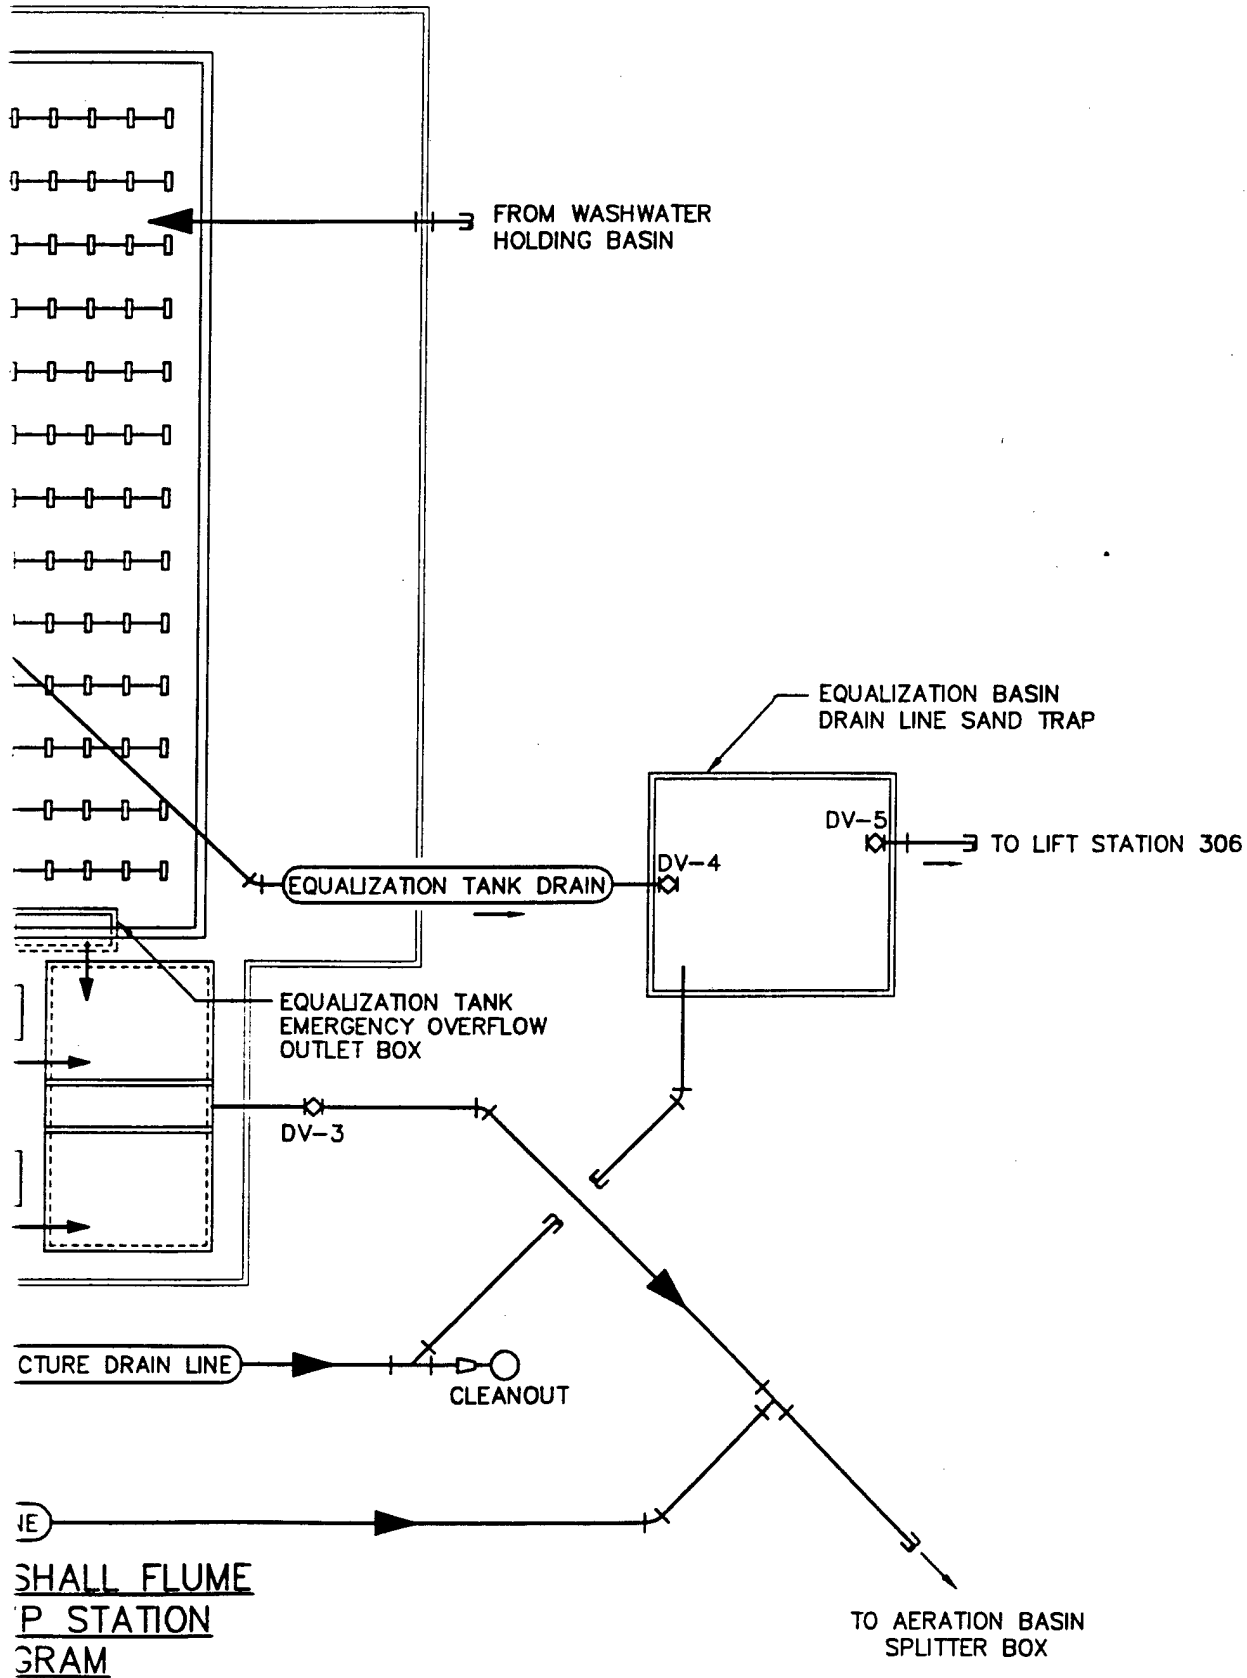 FROM WASHWATER
HOLDING BASIN
EQUALIZATION BASIN
DRAIN LINE SAND TRAP
DV-5
TO LIFT STATION 306
DV-4
EQUALIZATION TANK DRAIN
EQUALIZATION TANK
EMERGENCY OVERFLOW
OUTLET BOX
DV-3
CTURE DRAIN LINE
CLEANOUT
NE
SHALL FLUME
P STATION
GRAM
TO AERATION BASIN
SPLITTER BOX